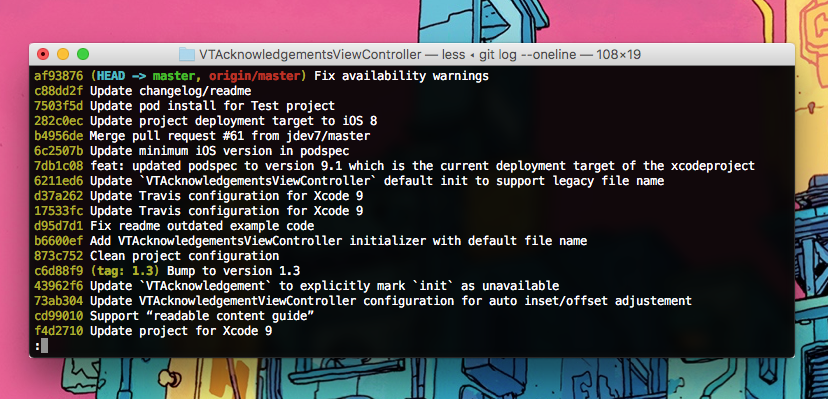 VTAcknowledgementsViewController — less ◂ git log --oneline — 108×19
af93876 (HEAD -> master, origin/master) Fix availability warnings
c88dd2f Update changelog/readme
7503f5d Update pod install for Test project
282c0ec Update project deployment target to iOS 8
b4956de Merge pull request #61 from jdev7/master
6c2507b Update minimum iOS version in podspec
7db1c08 feat: updated podspec to version 9.1 which is the current deployment target of the xcodeproject
6211ed6 Update `VTAcknowledgementsViewController` default init to support legacy file name
d37a262 Update Travis configuration for Xcode 9
17533fc Update Travis configuration for Xcode 9
d95d7d1 Fix readme outdated example code
b6600ef Add VTAcknowledgementsViewController initializer with default file name
873c752 Clean project configuration
c6d88f9 (tag: 1.3) Bump to version 1.3
43962f6 Update `VTAcknowledgement` to explicitly mark `init` as unavailable
73ab304 Update VTAcknowledgementViewController configuration for auto inset/offset adjustement
cd99010 Support “readable content guide”
f4d2710 Update project for Xcode 9
: